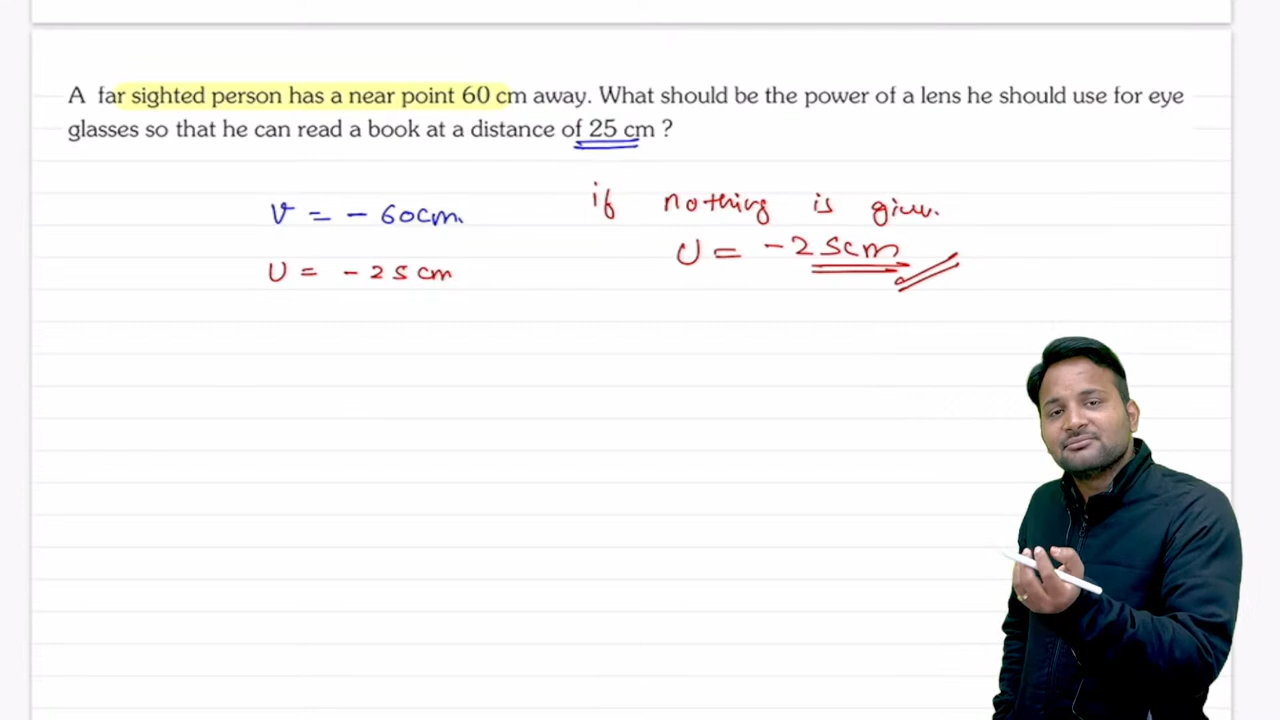 A far sighted person has a near point 60 cm away. What should be the power of a lens he should use for eye
glasses so that he can read a book at a distance of 25 cm ?
v = - 60cm.
if nothing is given.
U = - 25cm
U = - 25 cm